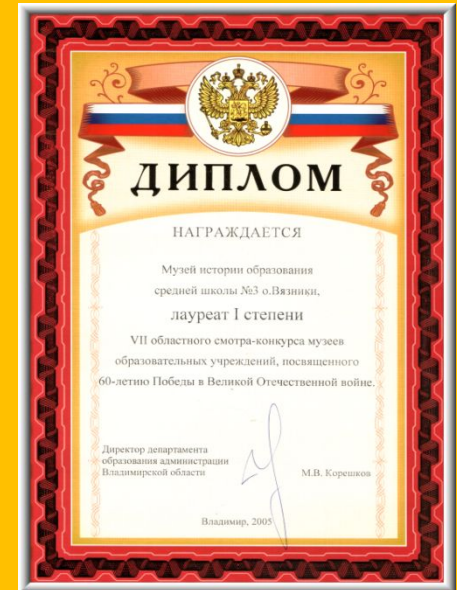 ДИПЛОМ
НАГРАЖДАЕТСЯ
Музей истории образования
средней школы №3 о.Вязники,
лауреат I степени
VII областного смотра-конкурса музеев
образовательных учреждений, посвященного
60-летию Победы в Великой Отечественной войне.
Директор департамента
образования администрации
Владимирской области
М.В. Корешков
Владимир, 2005